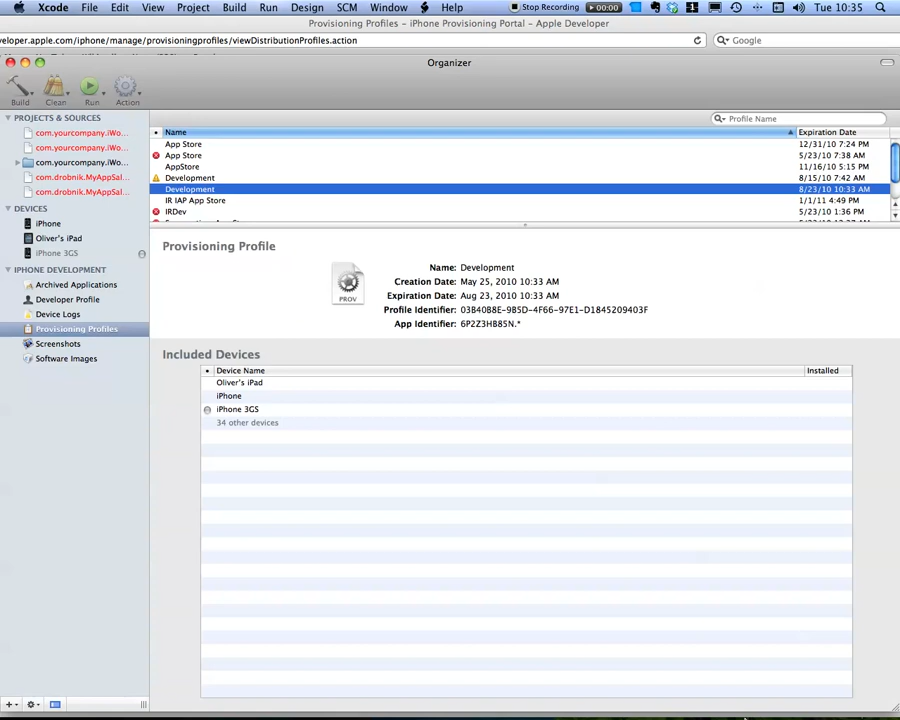 Xcode File Edit View Project Build Run Design SCM Window Help Stop Recording 00:00 Tue 10:35
Provisioning Profiles – iPhone Provisioning Portal – Apple Developer
eloper.apple.com/iphone/manage/provisioningprofiles/viewDistributionProfiles.action Google
Organizer
Build Clean Run Action
PROJECTS & SOURCES
com.yourcompany.iWo...
com.yourcompany.iWo...
com.yourcompany.iWo...
com.drobnik.MyAppSal...
com.drobnik.MyAppSal...
DEVICES
iPhone
Oliver's iPad
iPhone 3GS
IPHONE DEVELOPMENT
Archived Applications
Developer Profile
Device Logs
Provisioning Profiles
Screenshots
Software Images
Profile Name
Name Expiration Date
App Store 12/31/10 7:24 PM
App Store 5/23/10 7:38 AM
AppStore 11/16/10 5:15 PM
Development 8/15/10 7:42 AM
Development 8/23/10 10:33 AM
IR IAP App Store 1/1/11 4:49 PM
IRDev 5/23/10 1:36 PM
Provisioning Profile
PROV
Name: Development
Creation Date: May 25, 2010 10:33 AM
Expiration Date: Aug 23, 2010 10:33 AM
Profile Identifier: 03B40B8E-9B5D-4F66-97E1-D1845209403F
App Identifier: 6P2Z3HB85N.*
Included Devices
Device Name Installed
Oliver's iPad
iPhone
iPhone 3GS
34 other devices